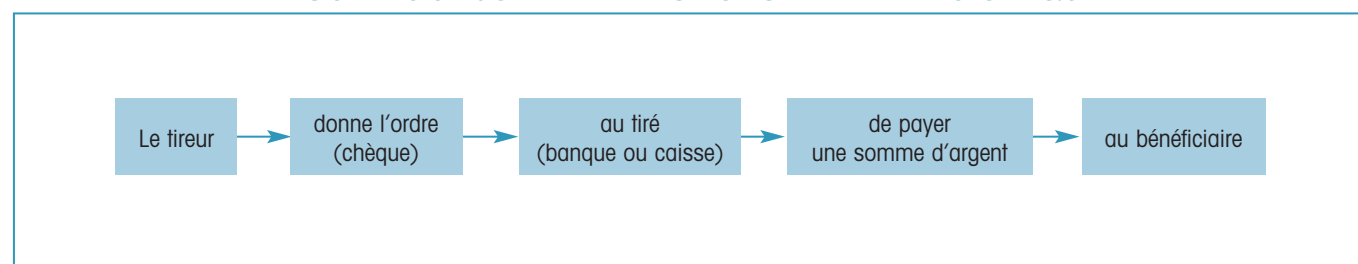 Le tireur
donne l'ordre
(chèque)
au tiré
(banque ou caisse)
de payer
une somme d'argent
au bénéficiaire